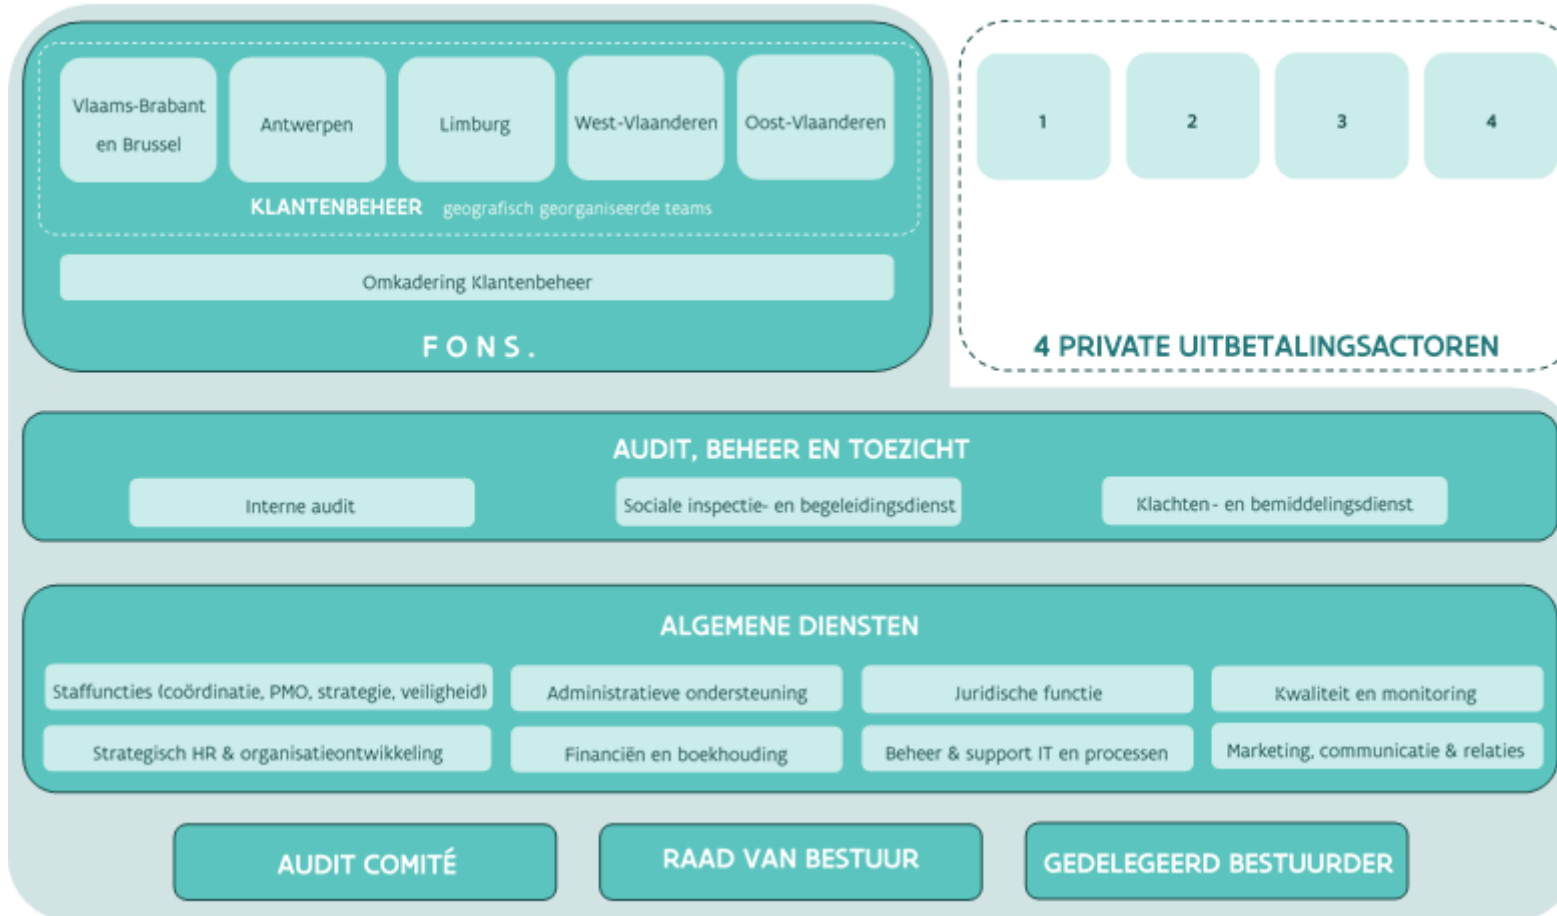 Vlaams-Brabant
en Brussel
Antwerpen
Limburg
West-Vlaanderen
Oost-Vlaanderen
KLANTENBEHEER geografisch georganiseerde teams
Omkadering Klantenbeheer
FONS.
1
2
3
4
4 PRIVATE UITBETALINGSACTOREN
AUDIT, BEHEER EN TOEZICHT
Interne audit
Sociale inspectie- en begeleidingsdienst
Klachten- en bemiddelingsdienst
ALGEMENE DIENSTEN
Staffuncties (coördinatie, PMO, strategie, veiligheid)
Administratieve ondersteuning
Juridische functie
Kwaliteit en monitoring
Strategisch HR & organisatieontwikkeling
Financiën en boekhouding
Beheer & support IT en processen
Marketing, communicatie & relaties
AUDIT COMITÉ
RAAD VAN BESTUUR
GEDELEGEERD BESTUURDER